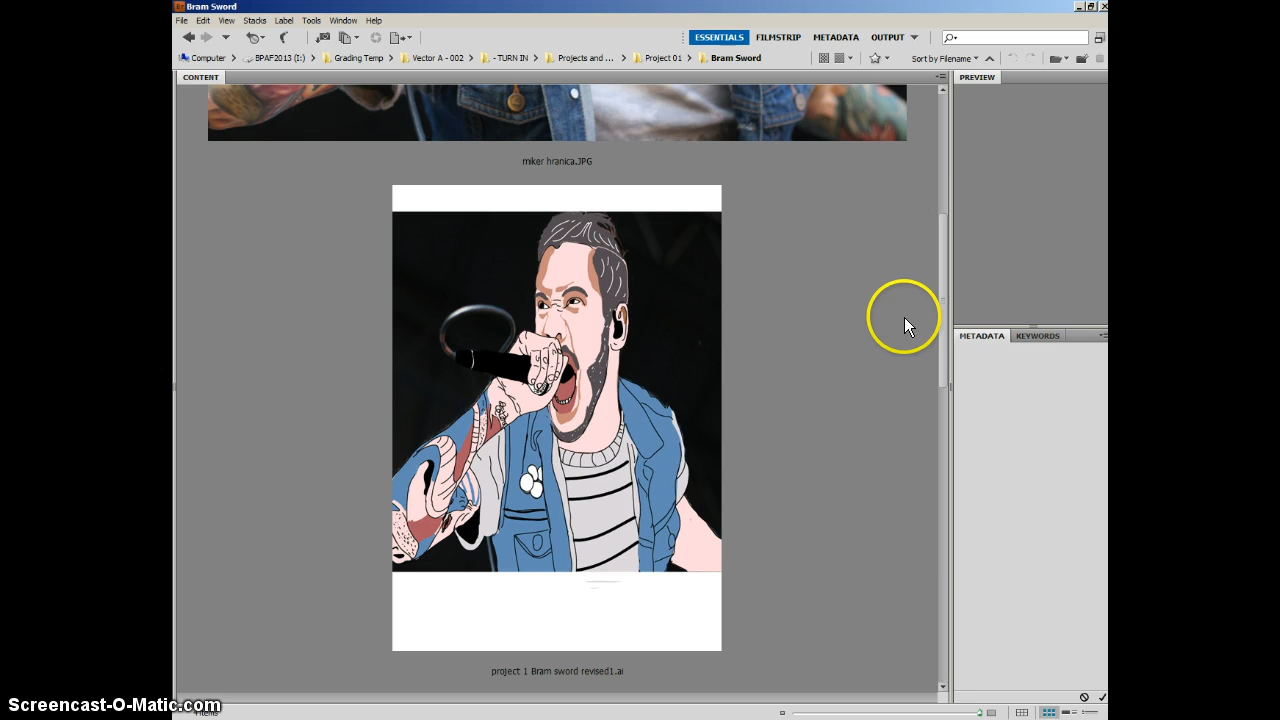 Br Bram Sword
File Edit View Stacks Label Tools Window Help
ESSENTIALS FILMSTRIP METADATA OUTPUT
Computer BPAF2013 (I:) Grading Temp Vector A - 002 - TURN IN Projects and ... Project 01 Bram Sword Sort by Filename
CONTENT PREVIEW
miker hranica.JPG
METADATA KEYWORDS
project 1 Bram sword revised1.ai
Screencast-O-Matic.com